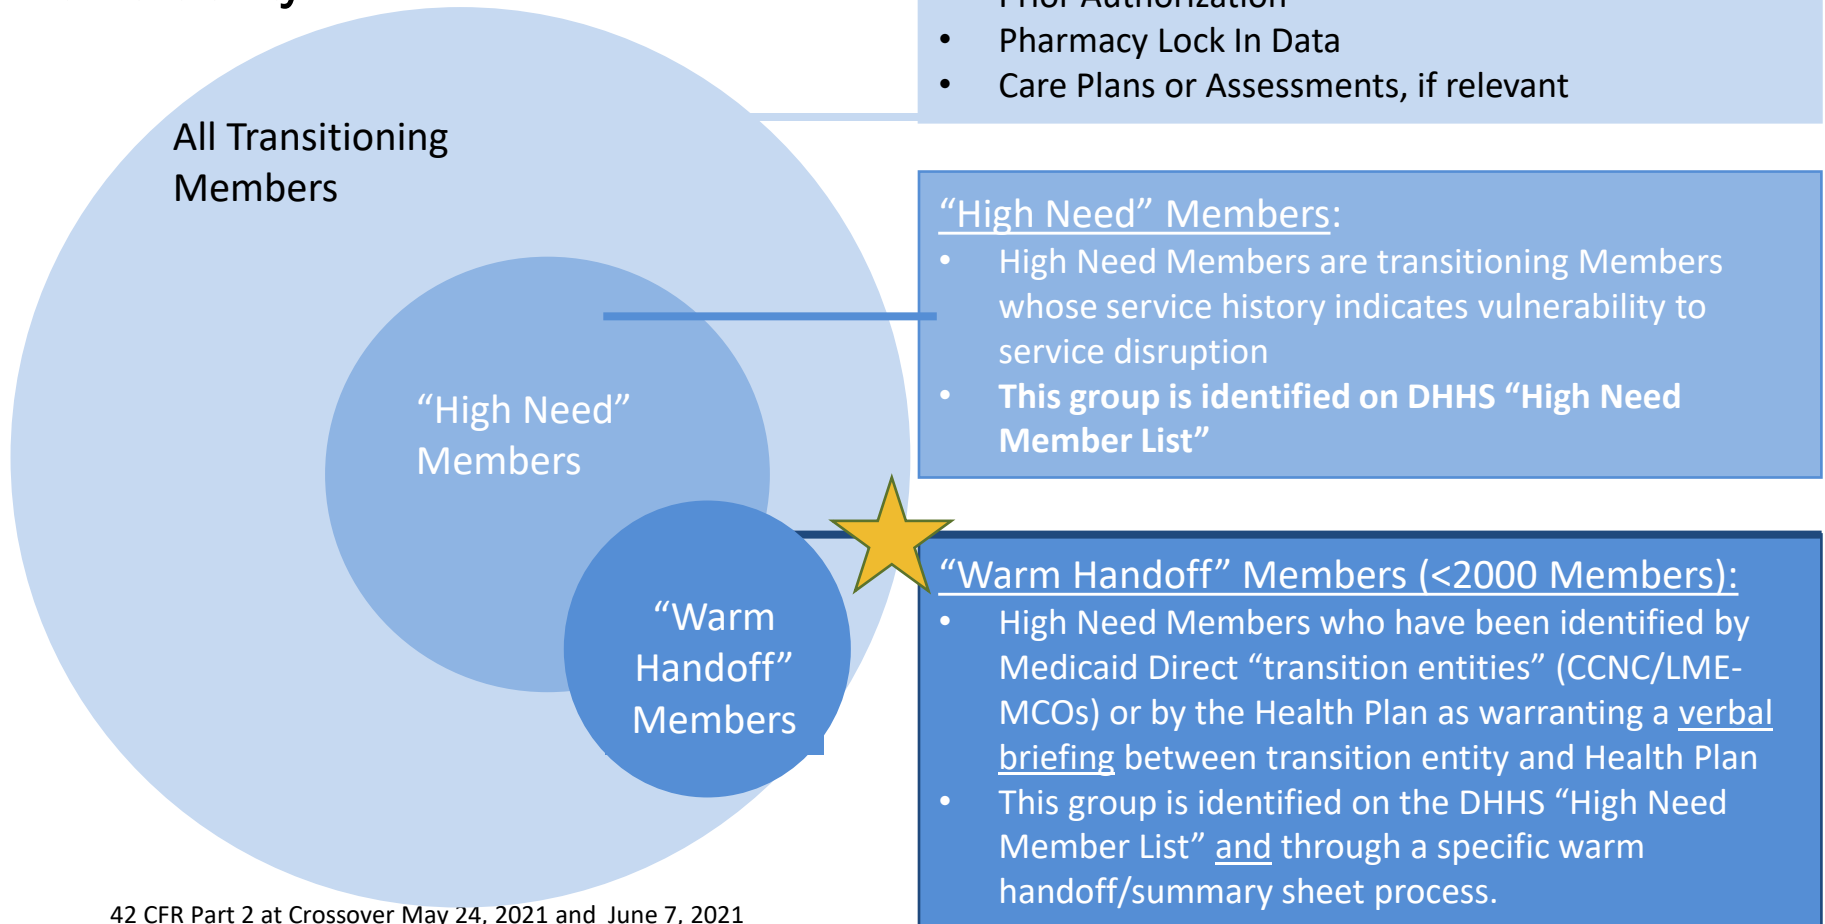 Prior Authorization
• Pharmacy Lock In Data
• Care Plans or Assessments, if relevant
All Transitioning
Members
“High Need” Members:
• High Need Members are transitioning Members
whose service history indicates vulnerability to
service disruption
• This group is identified on DHHS “High Need
Member List”
“High Need”
Members
“Warm
Handoff”
Members
“Warm Handoff” Members (<2000 Members):
• High Need Members who have been identified by
Medicaid Direct “transition entities” (CCNC/LME-
MCOs) or by the Health Plan as warranting a verbal
briefing between transition entity and Health Plan
• This group is identified on the DHHS “High Need
Member List” and through a specific warm
handoff/summary sheet process.
42 CFR Part 2 at Crossover May 24, 2021 and June 7, 2021